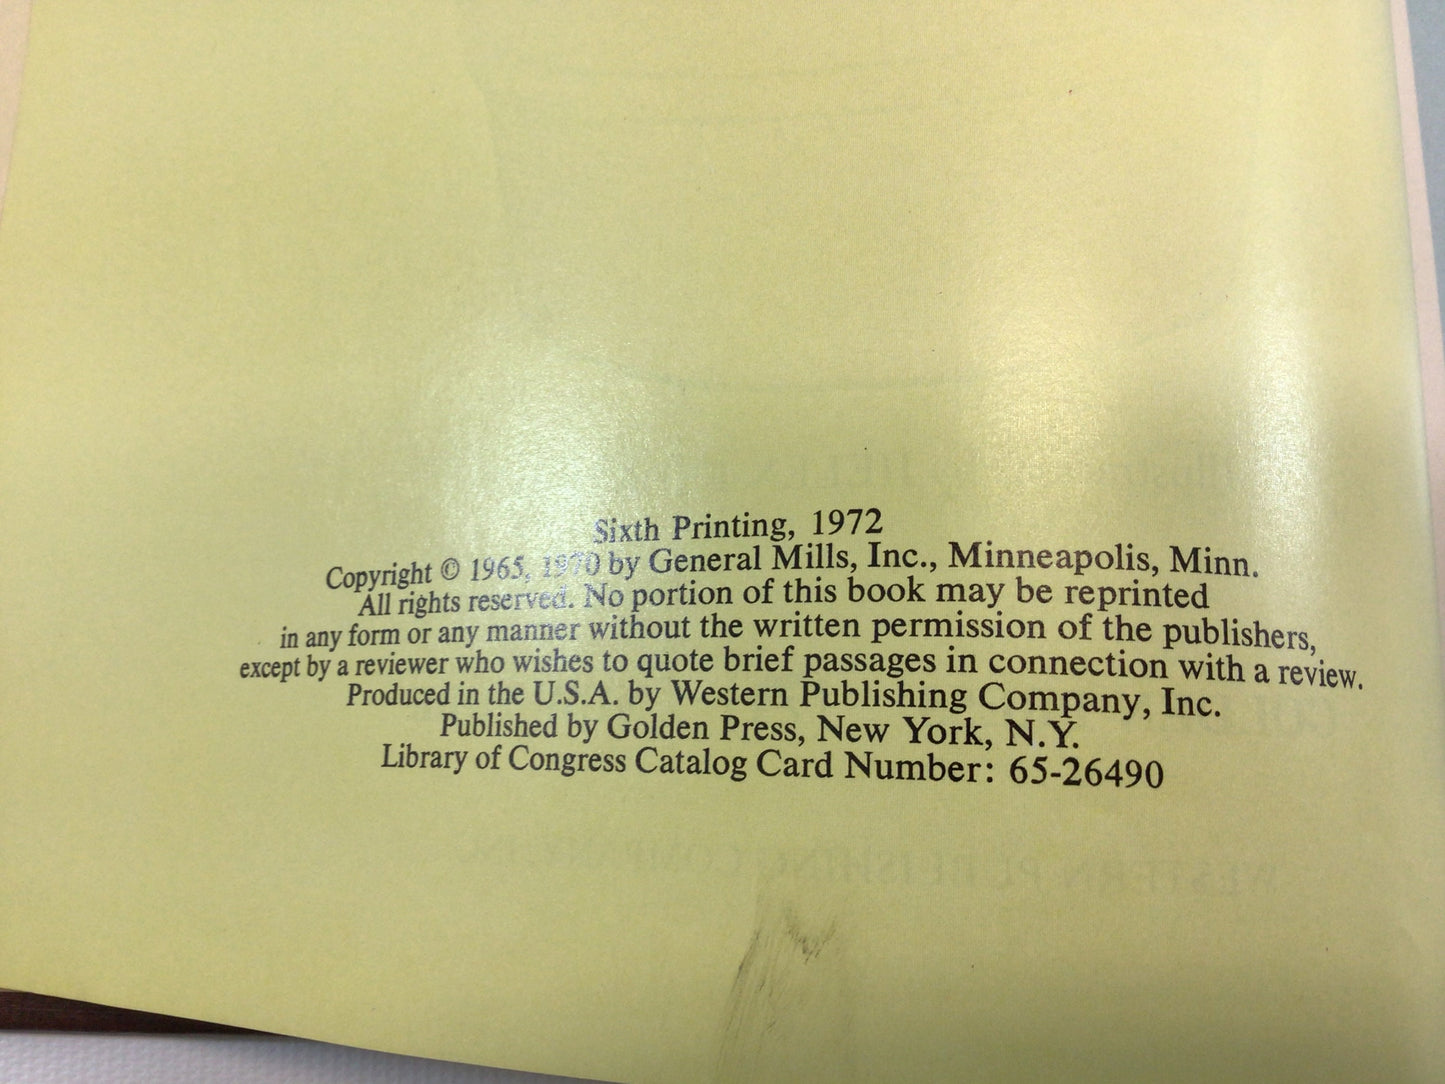 Sixth Printing, 1972
Copyright © 1965, 1970 by General Mills, Inc., Minneapolis, Minn.
All rights reserved. No portion of this book may be reprinted
in any form or any manner without the written permission of the publishers,
except by a reviewer who wishes to quote brief passages in connection with a review.
Produced in the U.S.A. by Western Publishing Company, Inc.
Published by Golden Press, New York, N.Y.
Library of Congress Catalog Card Number: 65-26490